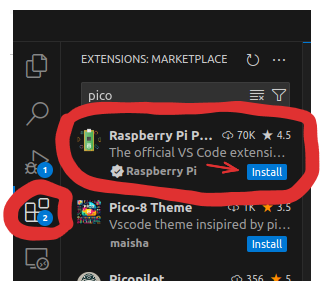 EXTENSIONS: MARKETPLACE
pico
Raspberry Pi P... 70K ★ 4.5
The official VS Code extensi...
Raspberry Pi Install
1
Pico-8 Theme 1K ★ 3.5
2
Vscode theme insipired by pi...
maisha Install
Picopilot 356 ★ 5